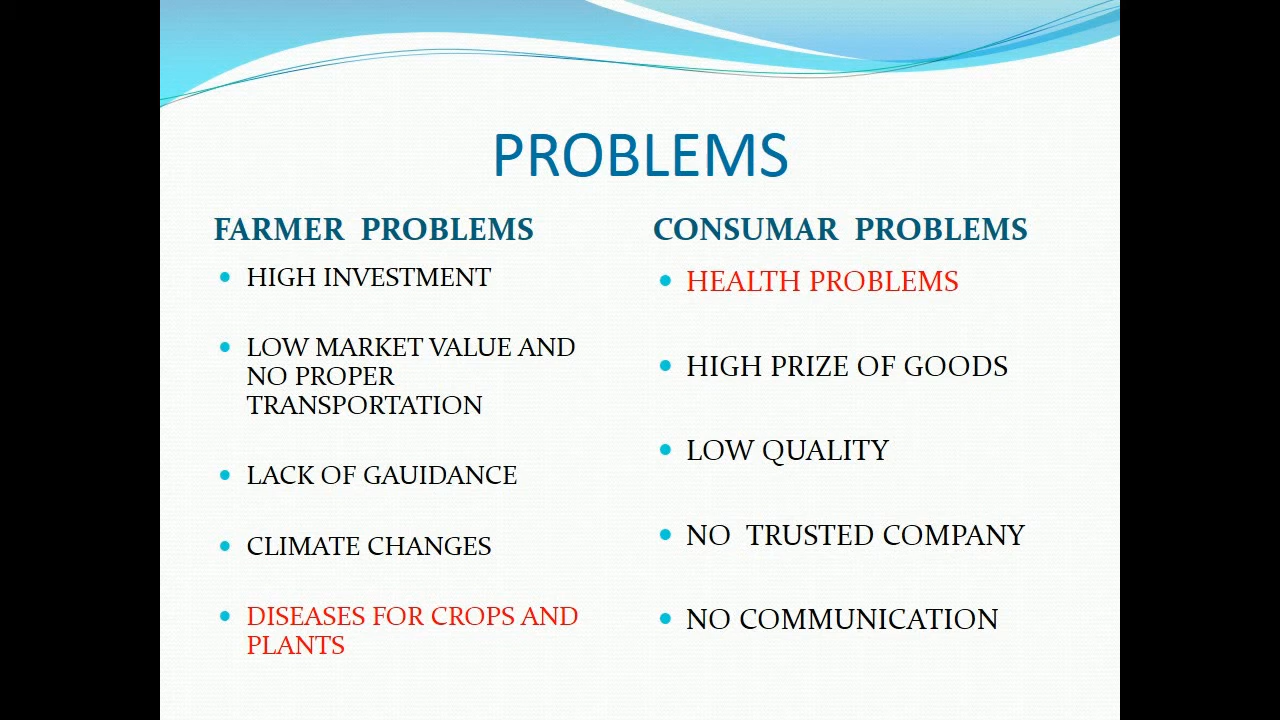 PROBLEMS
FARMER PROBLEMS
HIGH INVESTMENT
LOW MARKET VALUE AND
NO PROPER
TRANSPORTATION
LACK OF GAUIDANCE
CLIMATE CHANGES
DISEASES FOR CROPS AND
PLANTS
CONSUMAR PROBLEMS
HEALTH PROBLEMS
HIGH PRIZE OF GOODS
LOW QUALITY
NO TRUSTED COMPANY
NO COMMUNICATION